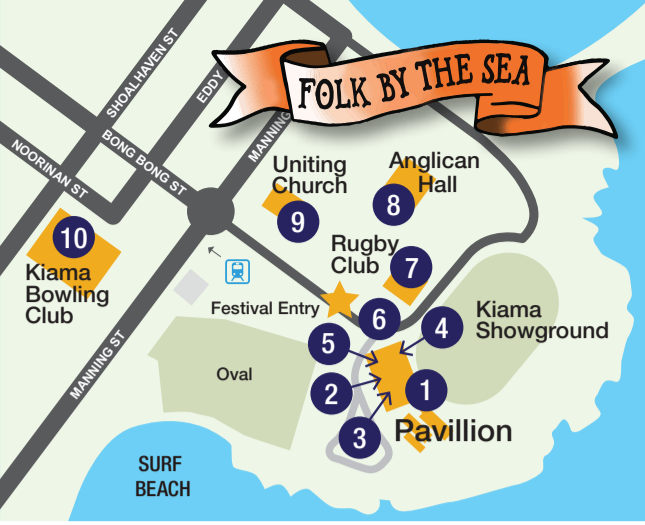 FOLK BY THE SEA
SHOALHAVEN ST
EDDY
MANNING
BONG BONG ST
NOORINAN ST
Uniting
Church
9
Anglican
Hall
8
10
Kiama
Bowling
Club
Rugby
Club
7
Festival Entry
6
5
4
Kiama
Showground
MANNING ST
Oval
2
1
3
Pavillion
SURF
BEACH